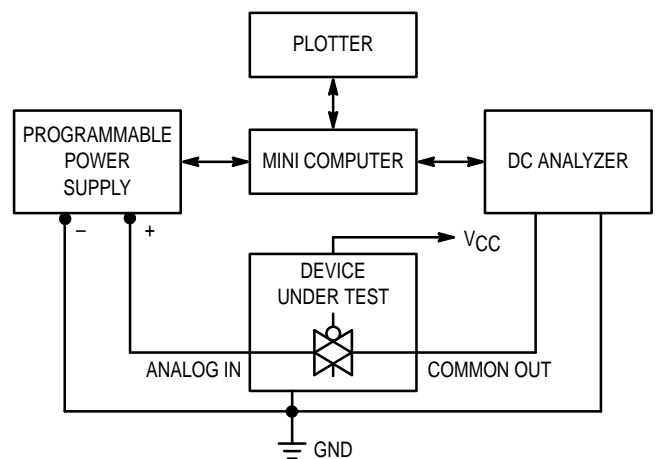 PLOTTER
PROGRAMMABLE
POWER
SUPPLY
MINI COMPUTER
DC ANALYZER
– +
VCC
DEVICE
UNDER TEST
ANALOG IN
COMMON OUT
GND